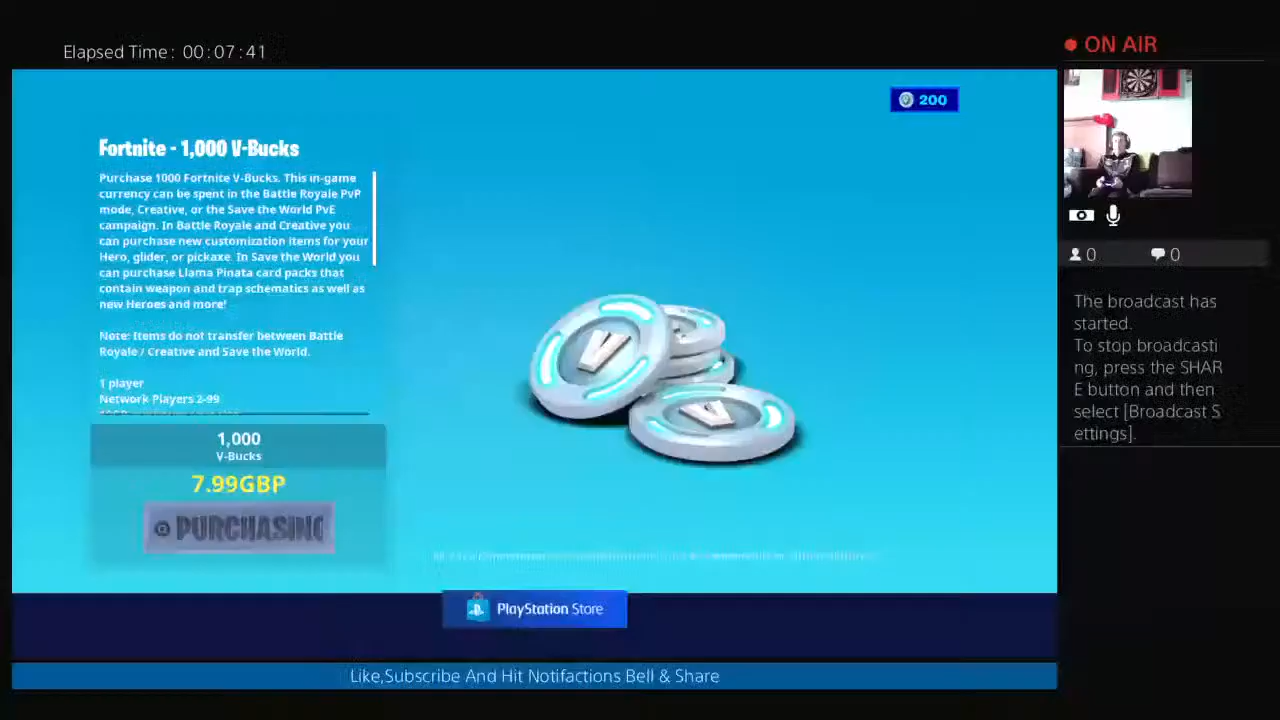 Elapsed Time: 00:07:41
ON AIR
200
Fortnite - 1,000 V-Bucks
Purchase 1000 Fortnite V-Bucks. This in-game
currency can be spent in the Battle Royale PvP
mode, Creative, or the Save the World PvE
campaign. In Battle Royale and Creative you
can purchase new customization items for your
Hero, glider, or pickaxe. In Save the World you
can purchase Llama Pinata card packs that
contain weapon and trap schematics as well as
new Heroes and more!
Note: Items do not transfer between Battle
Royale / Creative and Save the World.
1 player
Network Players 2-99
1,000
V-Bucks
7.99GBP
PURCHASING
PlayStation Store
Like,Subscribe And Hit Notifactions Bell & Share
0
0
The broadcast has
started.
To stop broadcasti
ng, press the SHAR
E button and then
select [Broadcast S
ettings].